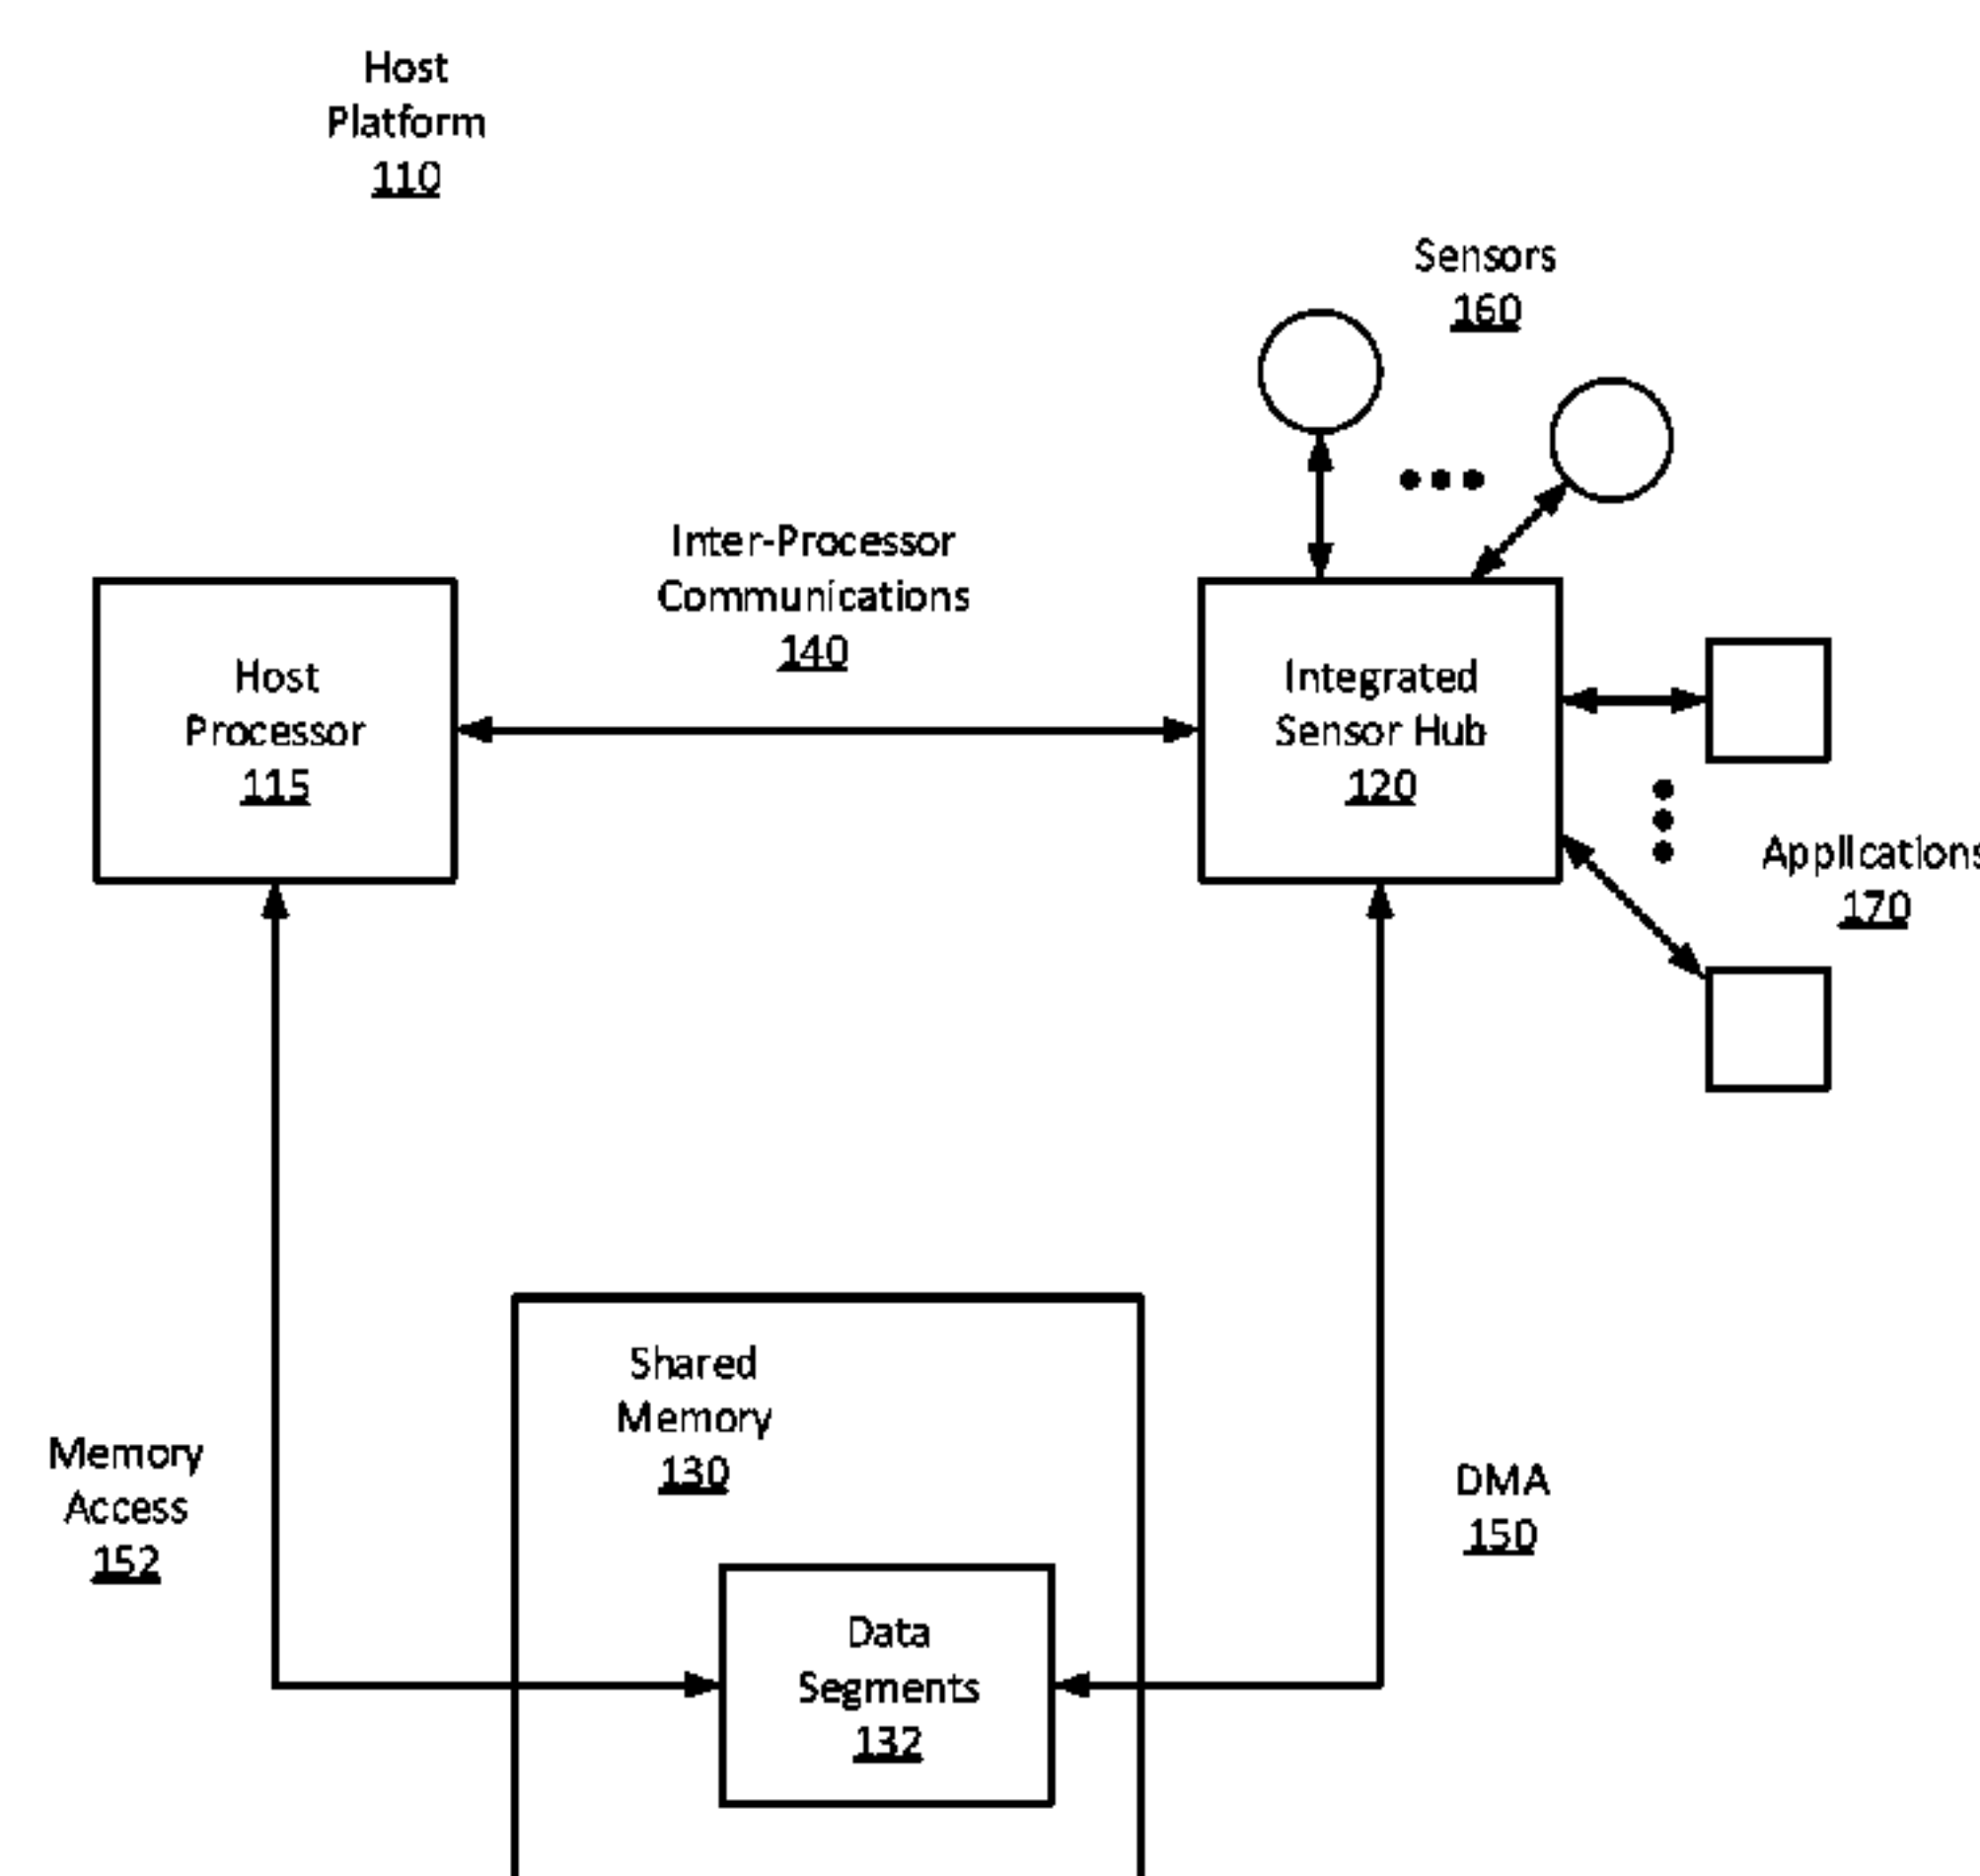 Host
Platform
110
Sensors
160
Inter-Processor
Communications
140
Host
Processor
115
Integrated
Sensor Hub
120
Applications
170
Shared
Memory
130
Memory
Access
152
DMA
150
Data
Segments
132